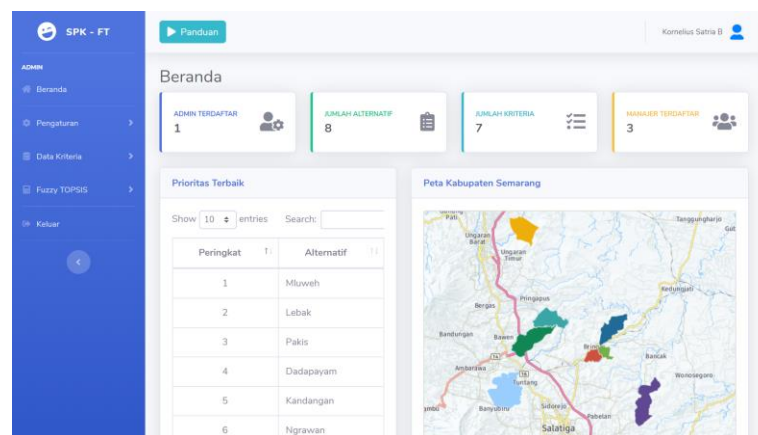 SPK - FT
Panduan
Kornelius Satria B
ADMIN
Beranda
Pengaturan
Data Kriteria
Fuzzy TOPSIS
Keluar
Beranda
ADMIN TERDAFTAR
1
JUMLAH ALTERNATIF
8
JUMLAH KRITERIA
7
MANAJER TERDAFTAR
3
Prioritas Terbaik
Show 10 entries Search:
Peringkat Alternatif
1 Mluweh
2 Lebak
3 Pakis
4 Dadapayam
5 Kandangan
6 Ngrawan
Peta Kabupaten Semarang
Pati
Tanggungharjo
Gub
Ungaran
Barat
Ungaran
Timur
Kedungjati
Pringapus
Bergas
Bandungan
Bawen
Bringin
Bancak
Ambarawa
Tuntang
Wonosegoro
Banyubiru
Sidorejo
Pabelan
Salatiga